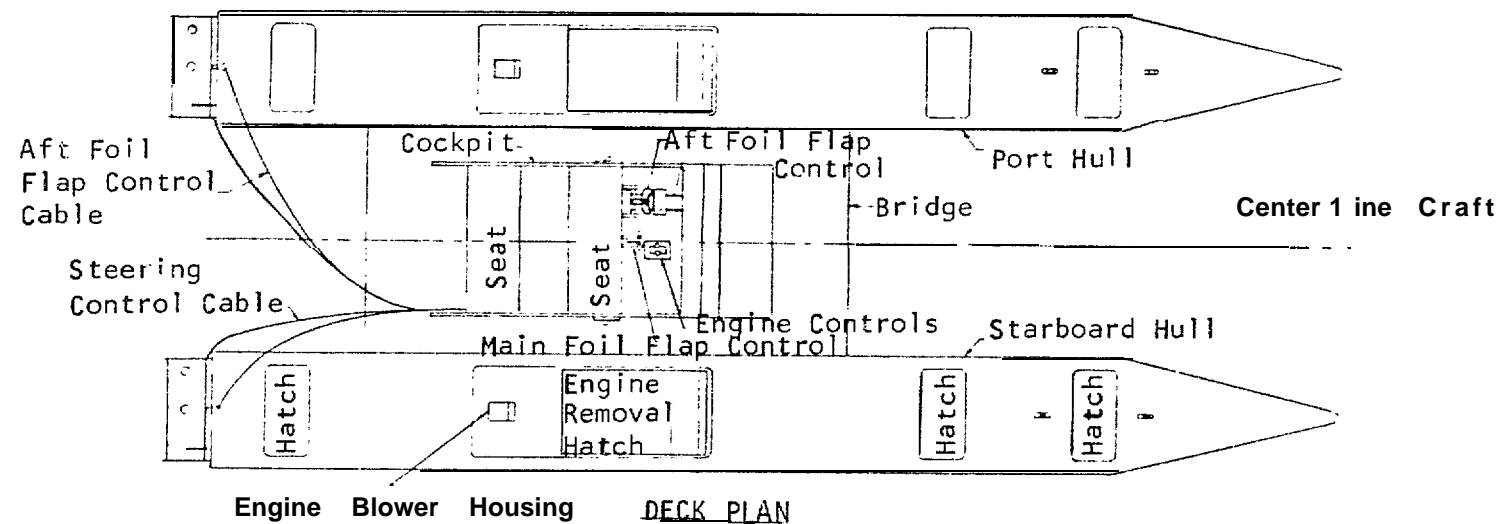 Aft Foil
Flap Control
Cable
Cockpit
Aft Foil Flap
Control
Port Hull
Bridge
Center 1 ine Craft
Seat
Seat
Steering
Control Cable
Engine Controls
Main Foil Flap Control
Starboard Hull
Hatch
Engine
Removal
Hatch
Hatch
Hatch
Engine Blower Housing
DECK PLAN